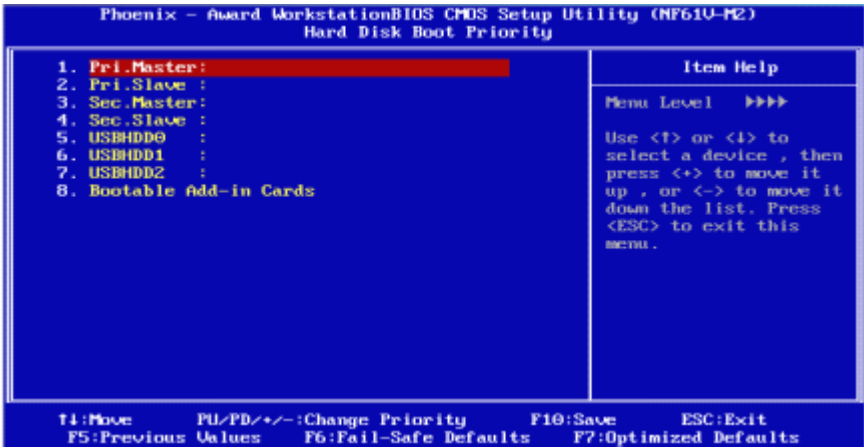 Phoenix - Award WorkstationBIOS CMOS Setup Utility (NF61V-M2)
Hard Disk Boot Priority
1. Pri.Master:
2. Pri.Slave :
3. Sec.Master:
4. Sec.Slave :
5. USBHDD0 :
6. USBHDD1 :
7. USBHDD2 :
8. Bootable Add-in Cards
Item Help
Menu Level ▶▶▶▶
Use <↑> or <↓> to
select a device , then
press <+> to move it
up , or <-> to move it
down the list. Press
<ESC> to exit this
menu.
↑↓:Move PU/PD/+/-:Change Priority F10:Save ESC:Exit
F5:Previous Values F6:Fail-Safe Defaults F7:Optimized Defaults